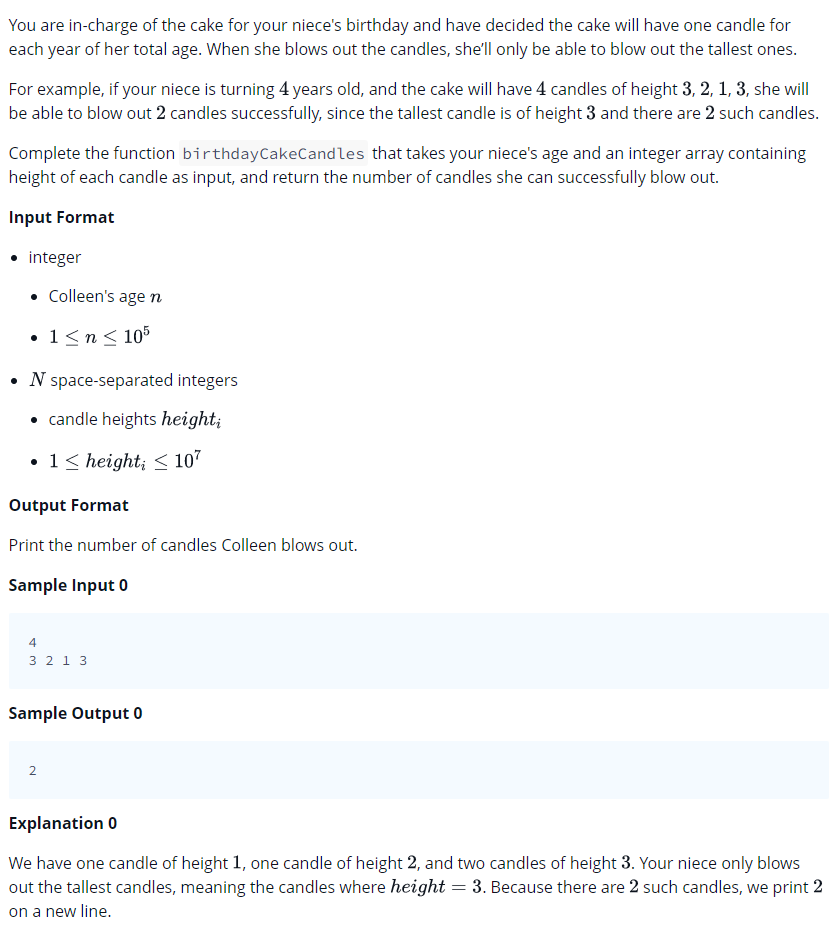 You are in-charge of the cake for your niece's birthday and have decided the cake will have one candle for
each year of her total age. When she blows out the candles, she’ll only be able to blow out the tallest ones.
For example, if your niece is turning 4 years old, and the cake will have 4 candles of height 3, 2, 1, 3, she will
be able to blow out 2 candles successfully, since the tallest candle is of height 3 and there are 2 such candles.
Complete the function birthdayCakeCandles that takes your niece's age and an integer array containing
height of each candle as input, and return the number of candles she can successfully blow out.
Input Format
• integer
• Colleen's age n
• 1 ≤ n ≤ 10⁵
• N space-separated integers
• candle heights heightᵢ
• 1 ≤ heightᵢ ≤ 10⁷
Output Format
Print the number of candles Colleen blows out.
Sample Input 0
4
3 2 1 3
Sample Output 0
2
Explanation 0
We have one candle of height 1, one candle of height 2, and two candles of height 3. Your niece only blows
out the tallest candles, meaning the candles where height = 3. Because there are 2 such candles, we print 2
on a new line.